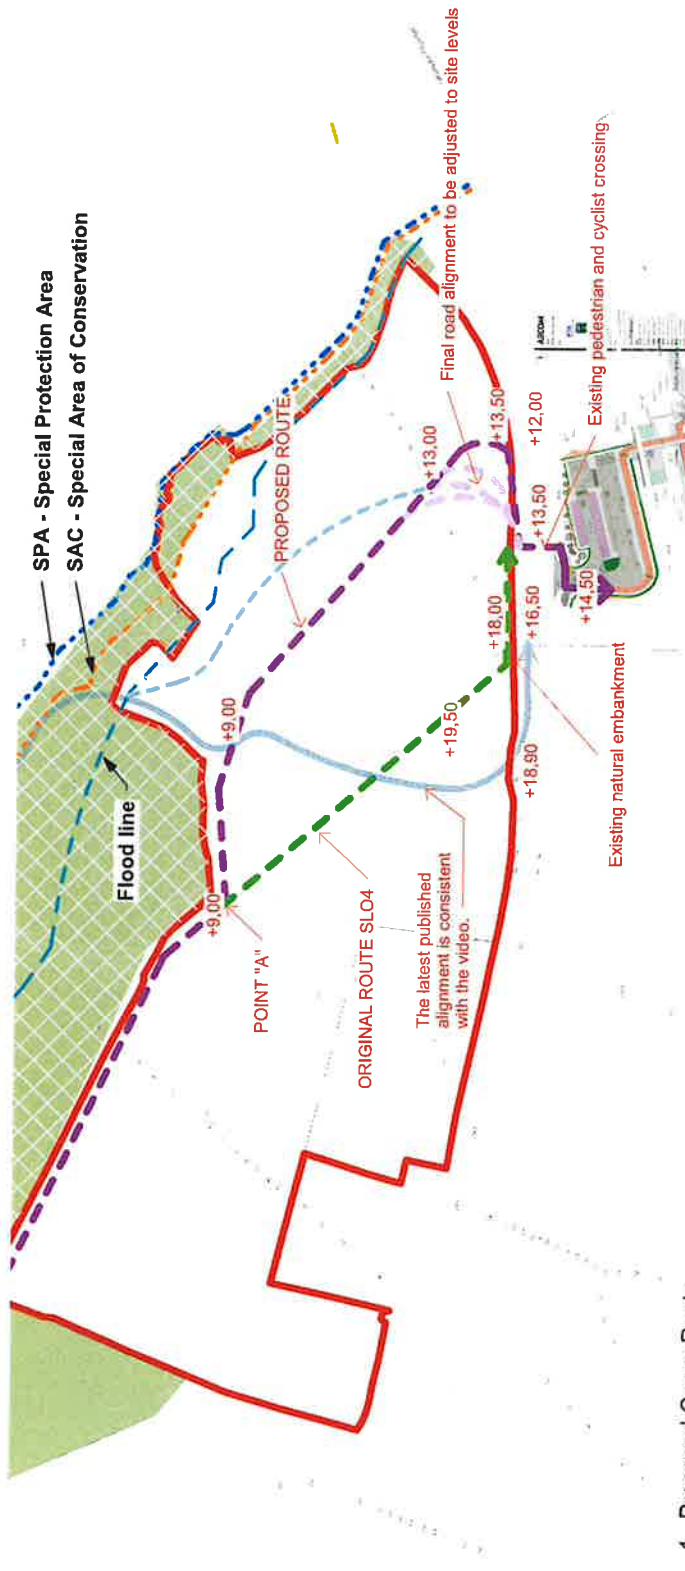 SPA - Special Protection Area
SAC - Special Area of Conservation
Flood line
PROPOSED ROUTE
Final road alignment to be adjusted to site levels
+13,00
+13,50
+12,00
Existing pedestrian and cyclist crossing
+13,50
+14,50
+18,00
+16,50
+9,00
+19,50
+18,90
Existing natural embankment
+9,00
POINT "A"
ORIGINAL ROUTE SLO4
The latest published
alignment is consistent
with the video.
AECOM